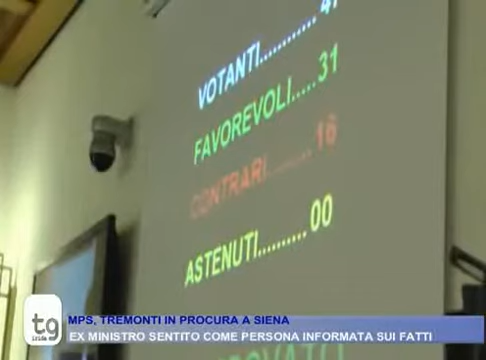 VOTANTI............47
FAVOREVOLI.....31
CONTRARI.........16
ASTENUTI..........00
tg
MPS, TREMONTI IN PROCURA A SIENA
EX MINISTRO SENTITO COME PERSONA INFORMATA SUI FATTI